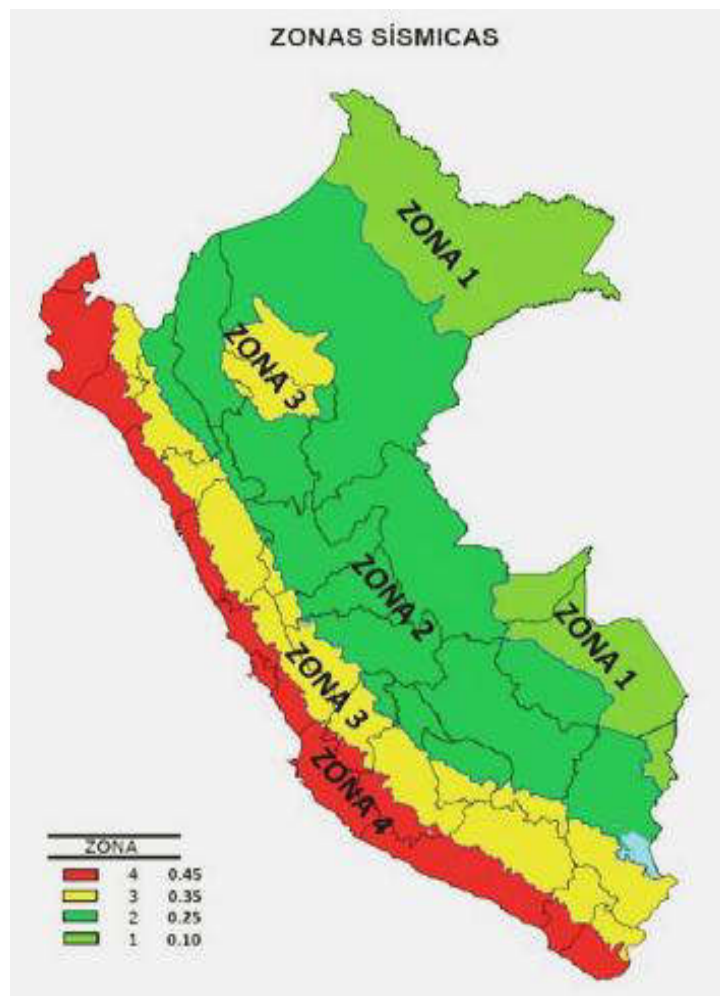 ZONAS SÍSMICAS
ZONA 1
ZONA 3
ZONA 2
ZONA 1
ZONA 3
ZONA 4
ZONA
4 0.45
3 0.35
2 0.25
1 0.10